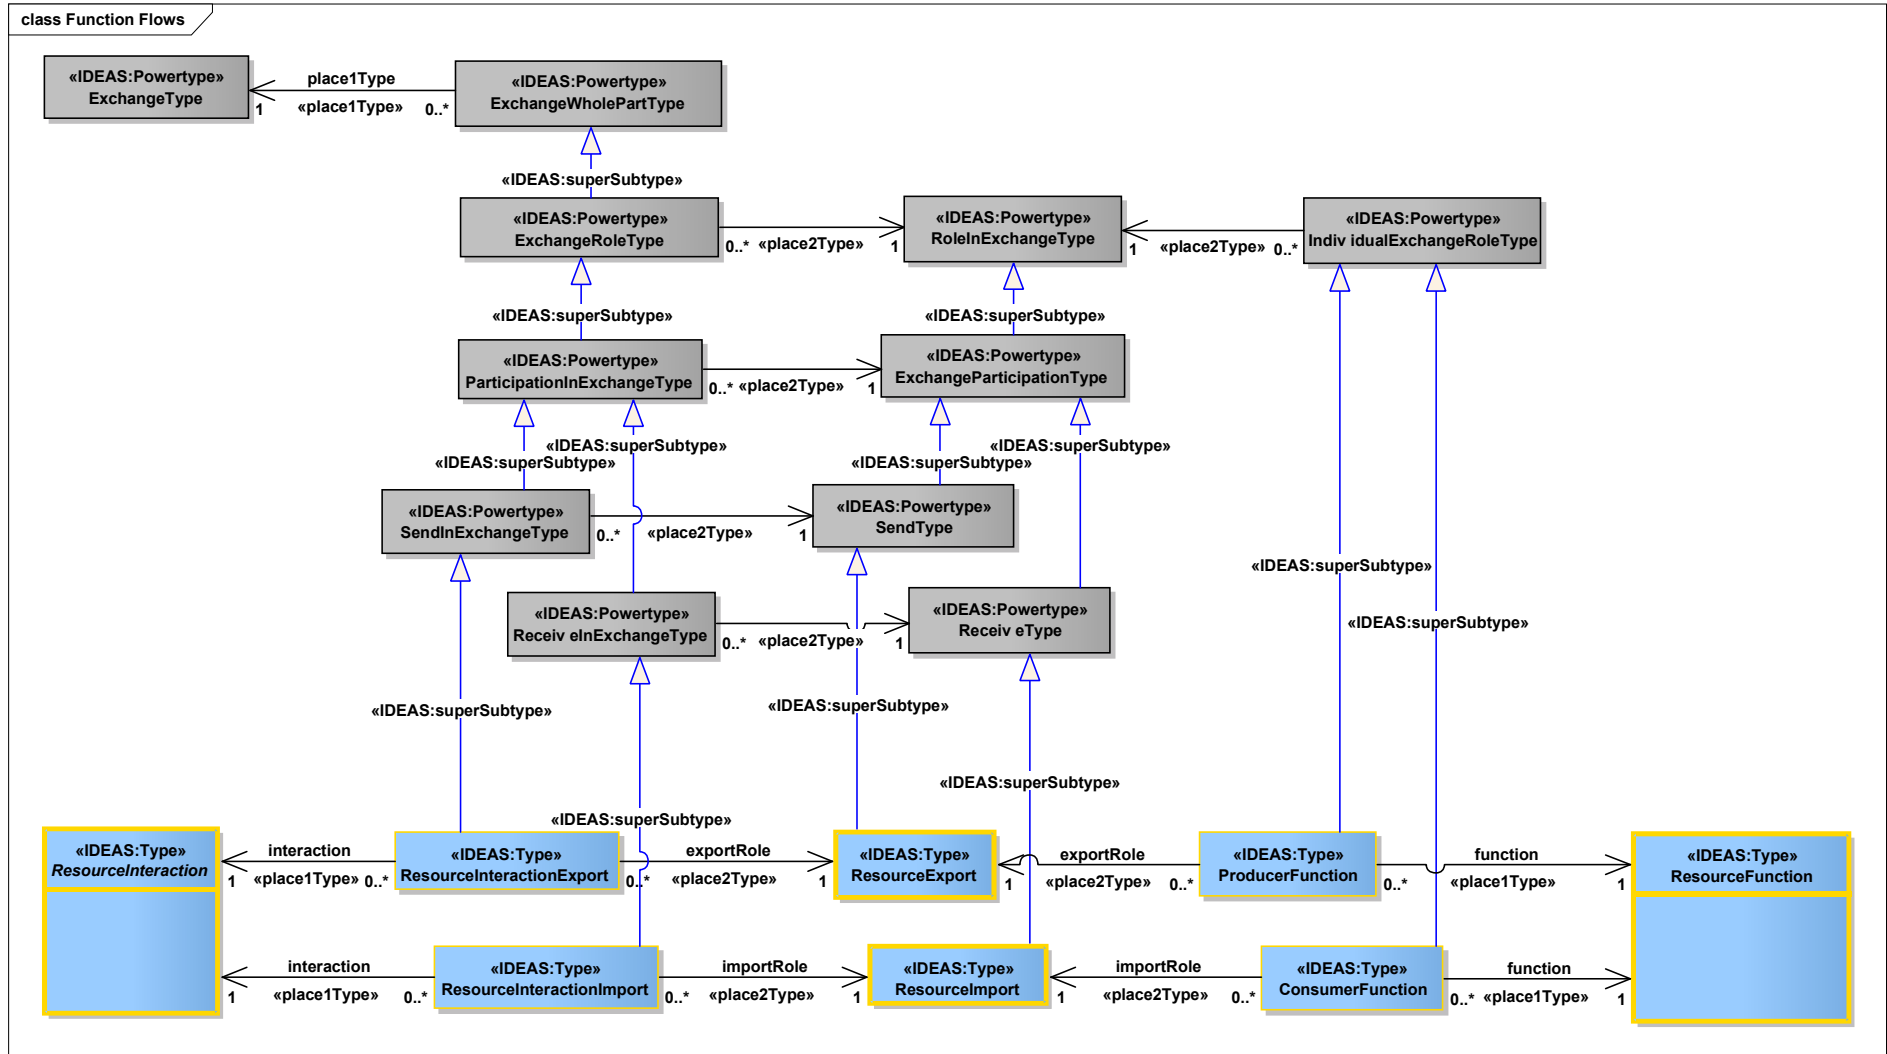 class Function Flows
«IDEAS:Powertype»
ExchangeType
place1Type
«place1Type»
1
0..*
«IDEAS:Powertype»
ExchangeWholePartType
«IDEAS:superSubtype»
«IDEAS:Powertype»
ExchangeRoleType
0..*
«place2Type»
1
«IDEAS:Powertype»
RoleInExchangeType
1
«place2Type»
0..*
«IDEAS:Powertype»
Indiv idualExchangeRoleType
«IDEAS:superSubtype»
«IDEAS:superSubtype»
«IDEAS:Powertype»
ParticipationInExchangeType
0..*
«place2Type»
1
«IDEAS:Powertype»
ExchangeParticipationType
«IDEAS:superSubtype»
«IDEAS:superSubtype»
«IDEAS:superSubtype»
«IDEAS:superSubtype»
«IDEAS:Powertype»
SendInExchangeType
0..*
«place2Type»
1
«IDEAS:Powertype»
SendType
«IDEAS:superSubtype»
«IDEAS:Powertype»
Receiv eInExchangeType
0..*
«place2Type»
1
«IDEAS:Powertype»
Receiv eType
«IDEAS:superSubtype»
«IDEAS:superSubtype»
«IDEAS:superSubtype»
«IDEAS:superSubtype»
«IDEAS:superSubtype»
«IDEAS:Type»
ResourceInteraction
interaction
«place1Type»
1
0..*
«IDEAS:Type»
ResourceInteractionExport
exportRole
0..*
«place2Type»
1
«IDEAS:Type»
ResourceExport
exportRole
1
«place2Type»
0..*
«IDEAS:Type»
ProducerFunction
function
0..*
«place1Type»
1
«IDEAS:Type»
ResourceFunction
interaction
1
«place1Type»
0..*
«IDEAS:Type»
ResourceInteractionImport
importRole
0..*
«place2Type»
1
«IDEAS:Type»
ResourceImport
importRole
1
«place2Type»
0..*
«IDEAS:Type»
ConsumerFunction
function
0..*
«place1Type»
1